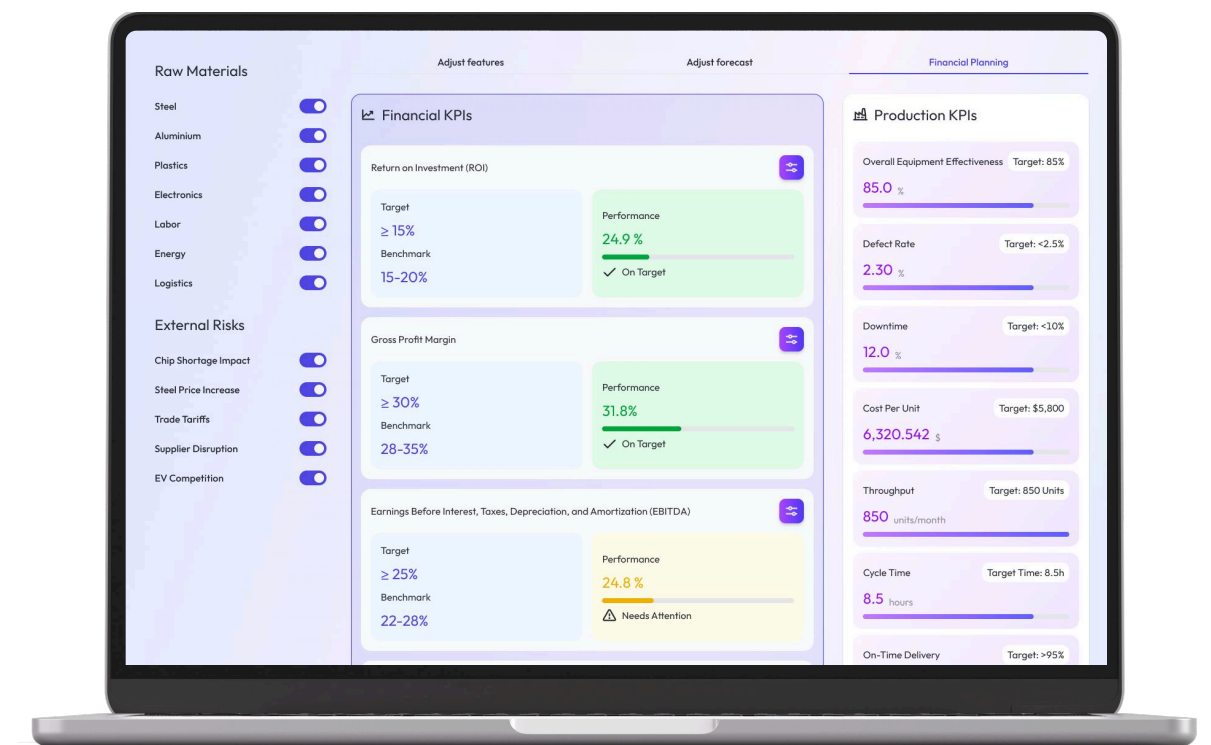 Raw Materials
Steel
Aluminium
Plastics
Electronics
Labor
Energy
Logistics
External Risks
Chip Shortage Impact
Steel Price Increase
Trade Tariffs
Supplier Disruption
EV Competition
Adjust features
Adjust forecast
Financial Planning
Financial KPIs
Return on Investment (ROI)
Target
≥ 15%
Benchmark
15-20%
Performance
24.9 %
On Target
Gross Profit Margin
Target
≥ 30%
Benchmark
28-35%
Performance
31.8%
On Target
Earnings Before Interest, Taxes, Depreciation, and Amortization (EBITDA)
Target
≥ 25%
Benchmark
22-28%
Performance
24.8 %
Needs Attention
Production KPIs
Overall Equipment Effectiveness Target: 85%
85.0 %
Defect Rate Target: <2.5%
2.30 %
Downtime Target: <10%
12.0 %
Cost Per Unit Target: $5,800
6,320.542 $
Throughput Target: 850 Units
850 units/month
Cycle Time Target Time: 8.5h
8.5 hours
On-Time Delivery Target: >95%